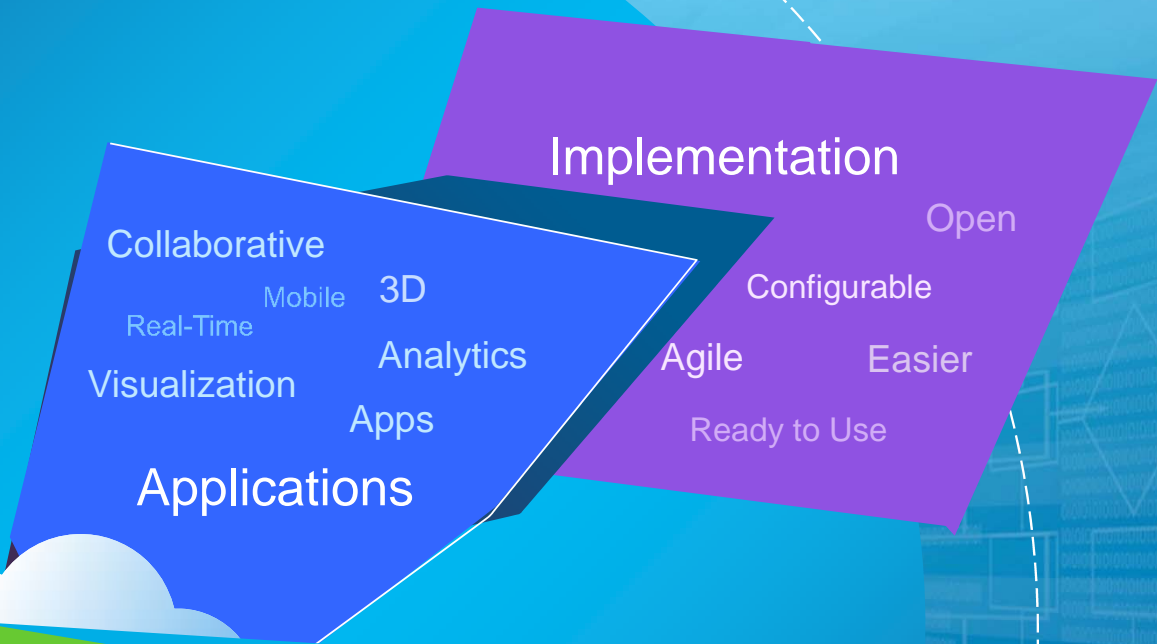 Implementation
Open
Configurable
Agile
Easier
Ready to Use
Collaborative
Mobile
3D
Real-Time
Analytics
Visualization
Apps
Applications